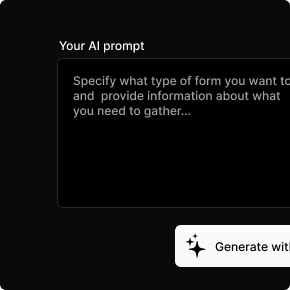 Your AI prompt
Specify what type of form you want to
and  provide information about what
you need to gather...
Generate with